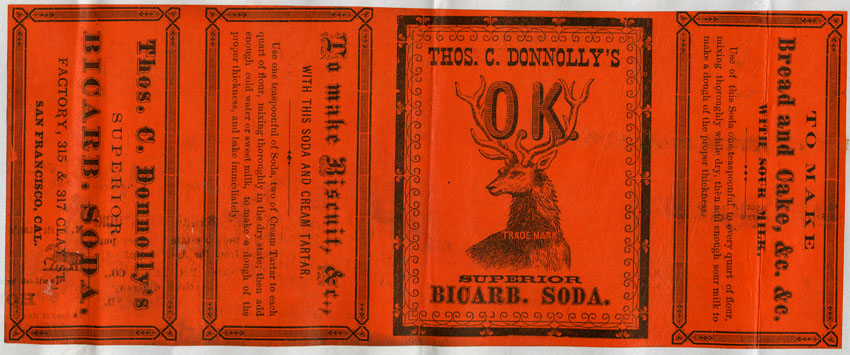 Thos. C. Donnolly's
SUPERIOR
BICARB. SODA.
FACTORY, 315 & 317 CLAY ST.
SAN FRANCISCO, CAL.
To make Biscuit, &c.,
WITH THIS SODA AND CREAM TARTAR.
Use one teaspoonful of Soda, two of Cream Tartar to each
quart of flour, mixing thoroughly in the dry state; then add
enough cold water or sweet milk, to make a dough of the
proper thickness, and bake immediately.
THOS. C. DONNOLLY'S
O.K.
TRADE MARK
SUPERIOR
BICARB. SODA.
TO MAKE
Bread and Cake, &c. &c.
WITH SOUR MILK.
Use of this Soda one teaspoonful to every quart of flour,
mixing thoroughly while dry, then add enough sour milk to
make a dough of the proper thickness.